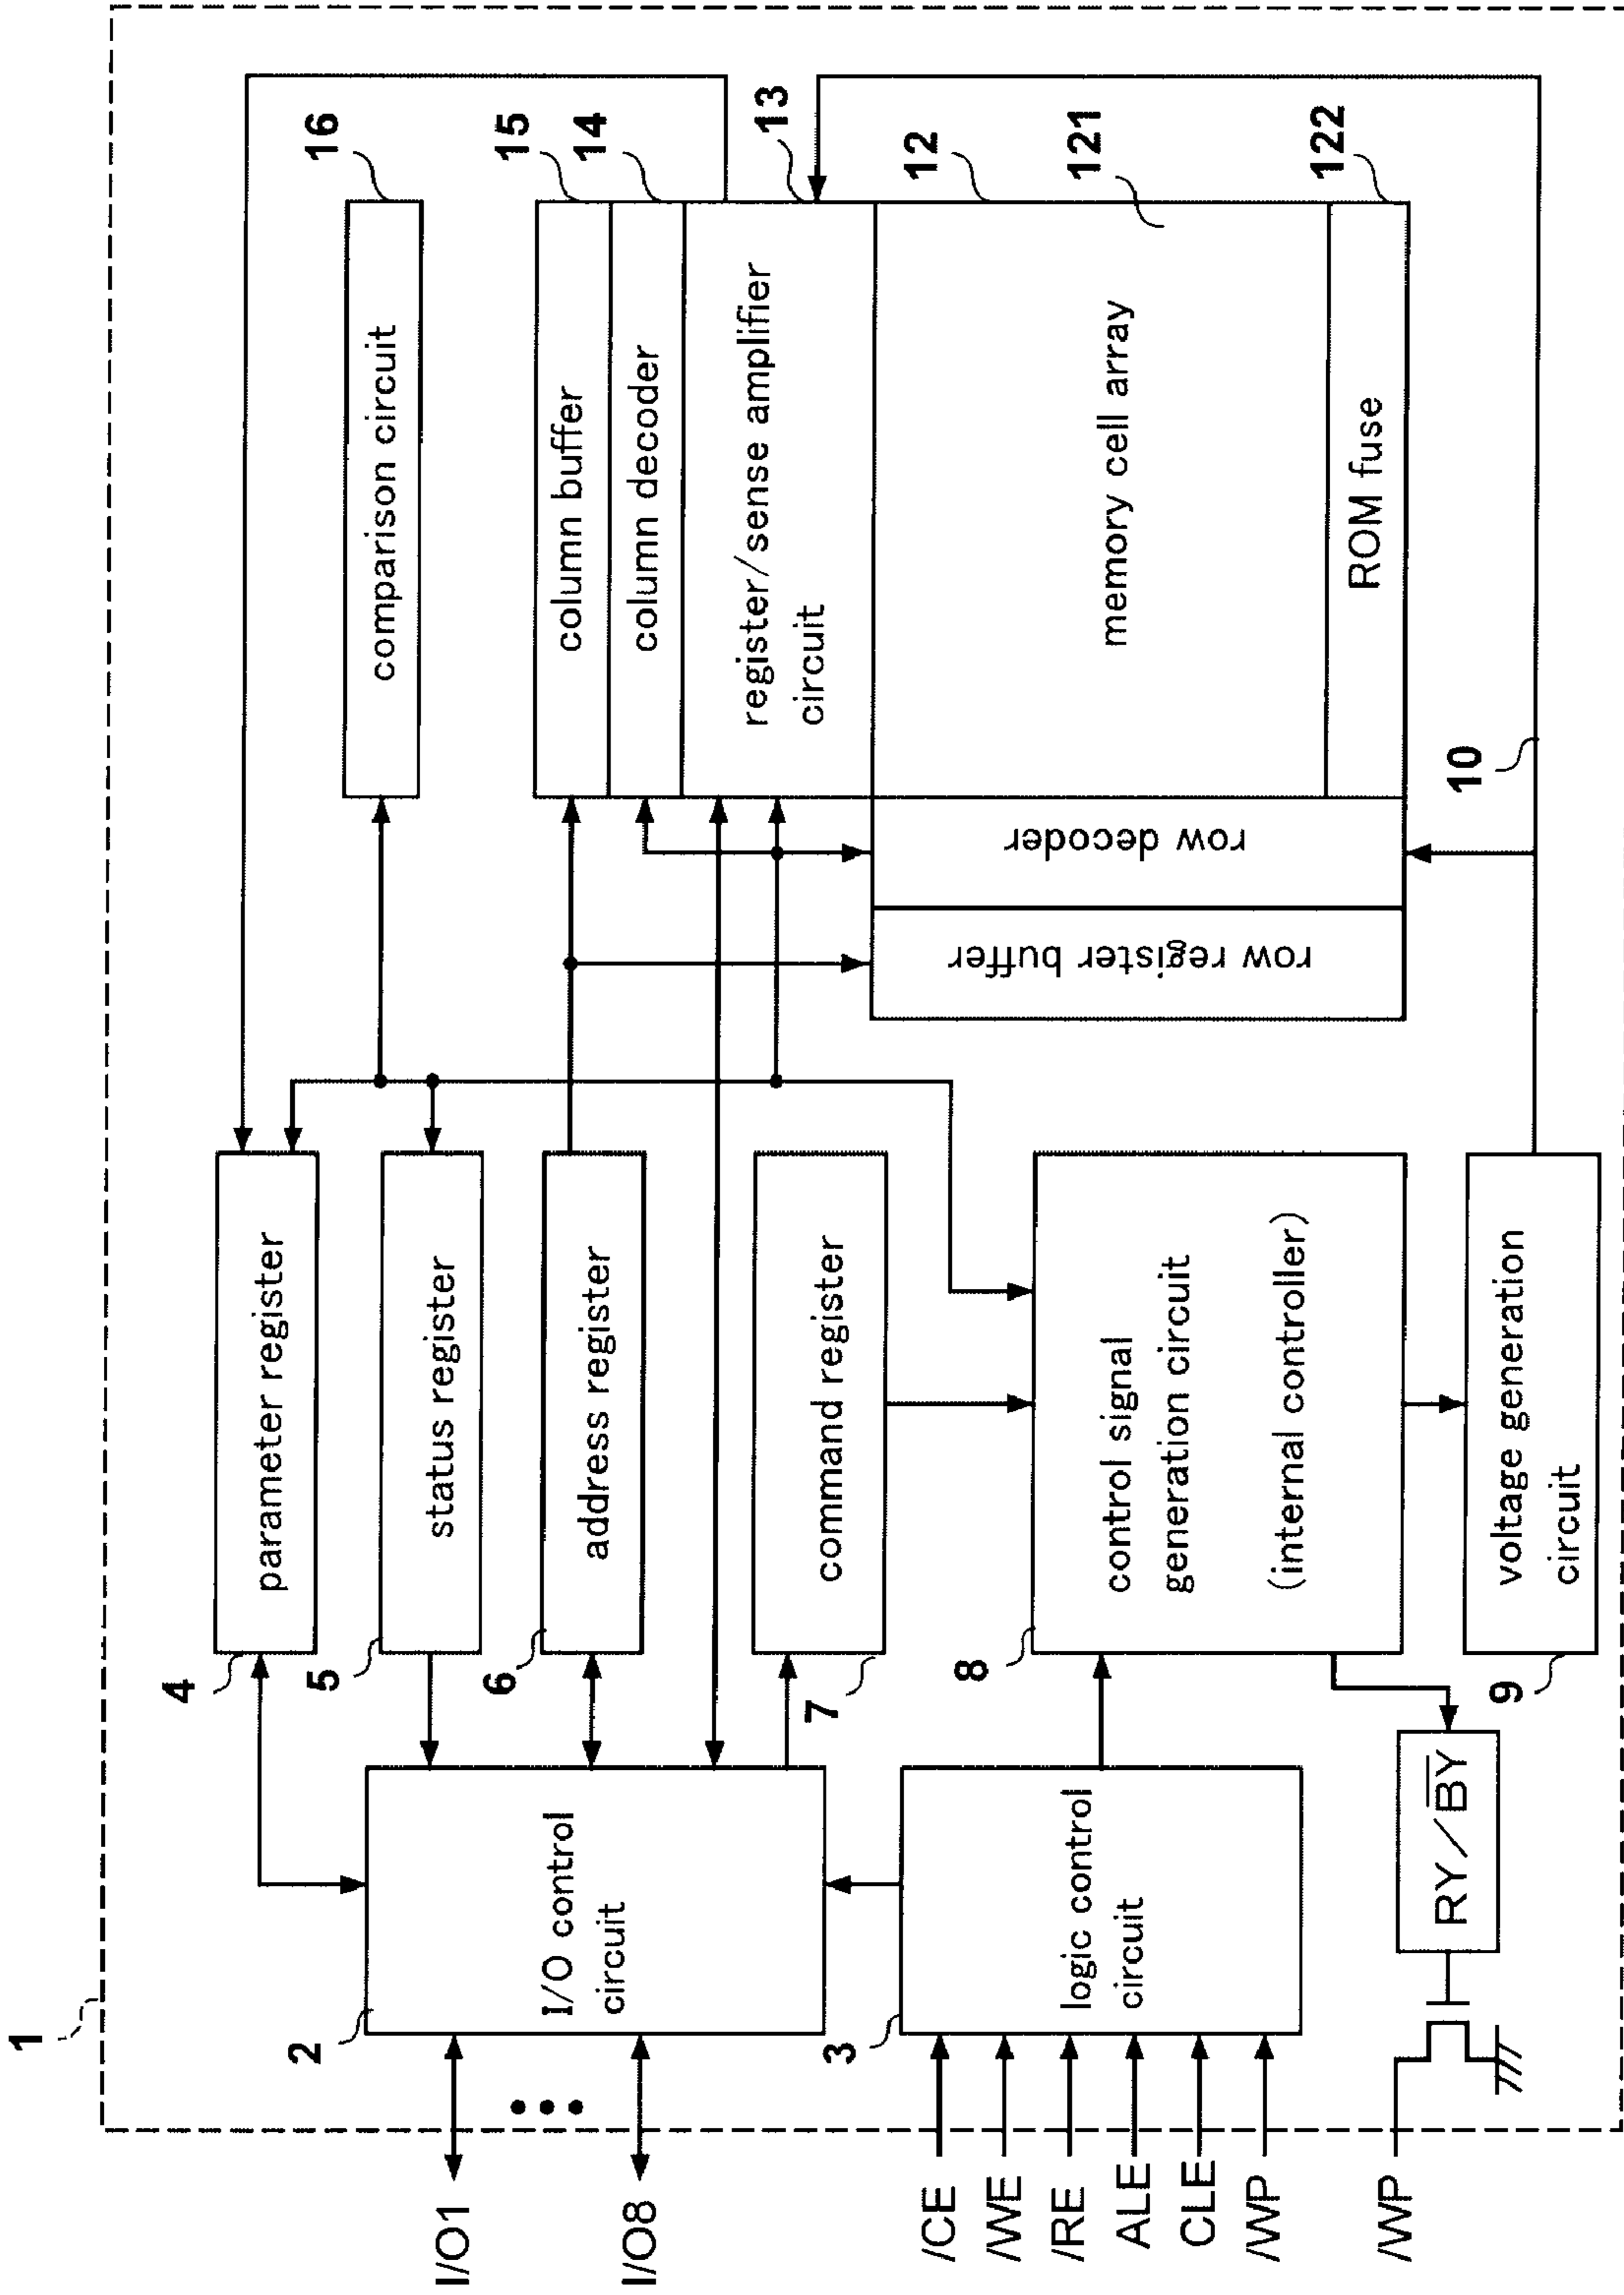 1
I/O1
I/O8
/CE
/WE
/RE
ALE
CLE
/WP
/WP
2
I/O control
circuit
3
logic control
circuit
RY/BY
4
parameter register
5
status register
6
address register
7
command register
8
control signal
generation circuit
(internal controller)
9
voltage generation
circuit
10
row register buffer
row decoder
comparison circuit
16
column buffer
15
column decoder
14
register/sense amplifier
circuit
13
memory cell array
12
121
ROM fuse
122